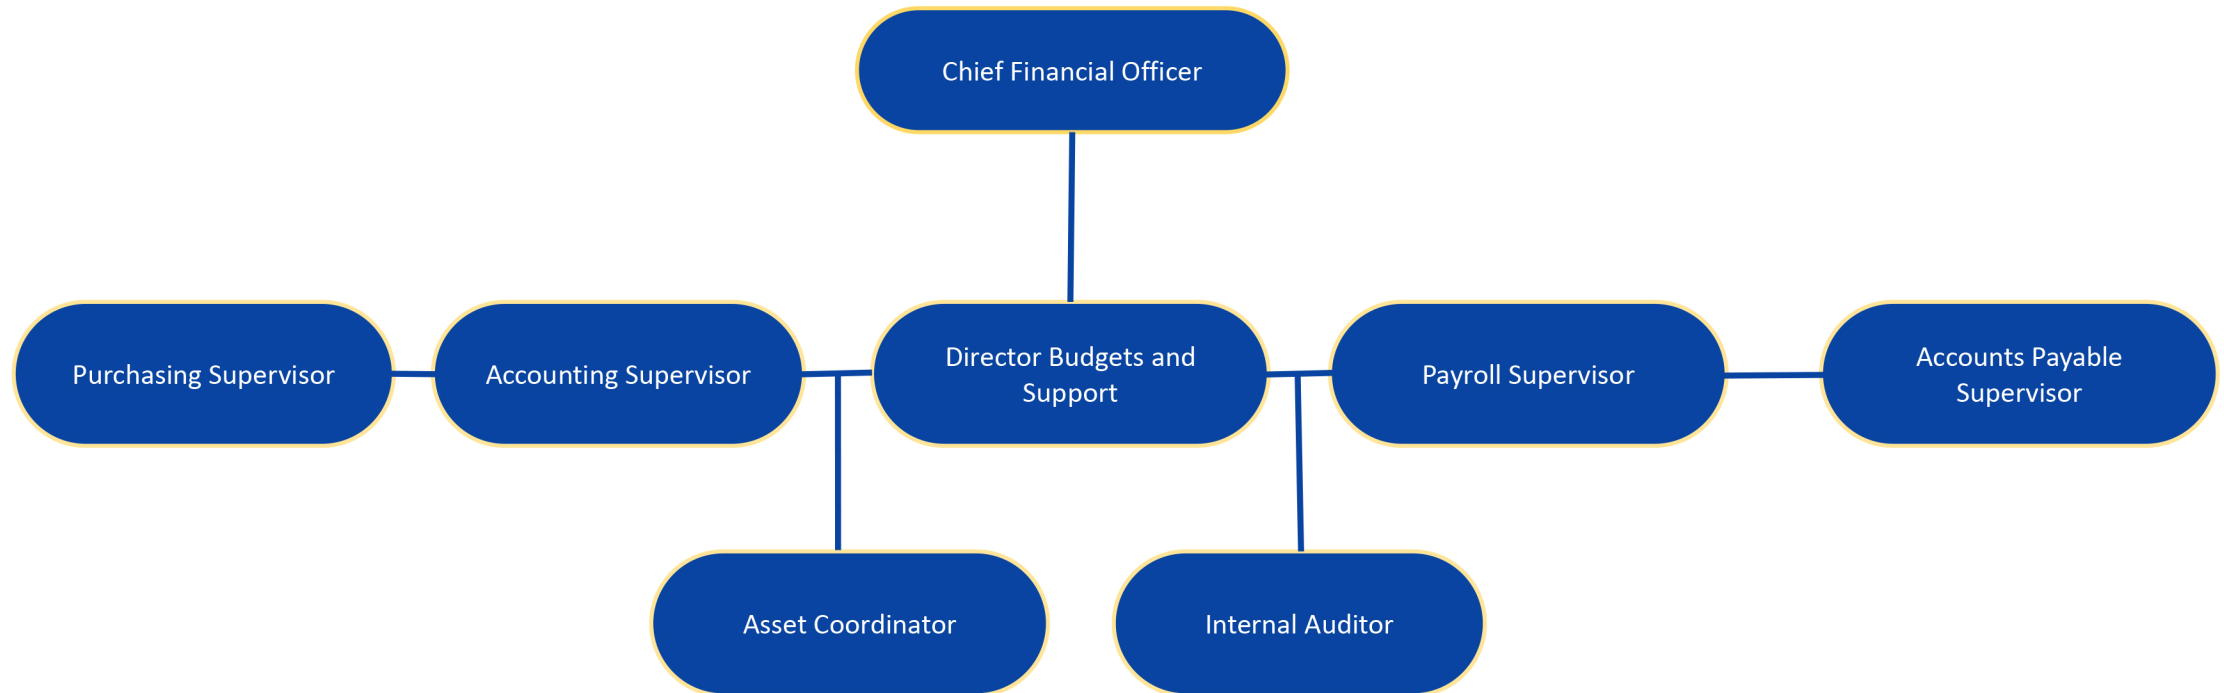 Chief Financial Officer
Purchasing Supervisor
Accounting Supervisor
Director Budgets and
Support
Payroll Supervisor
Accounts Payable
Supervisor
Asset Coordinator
Internal Auditor